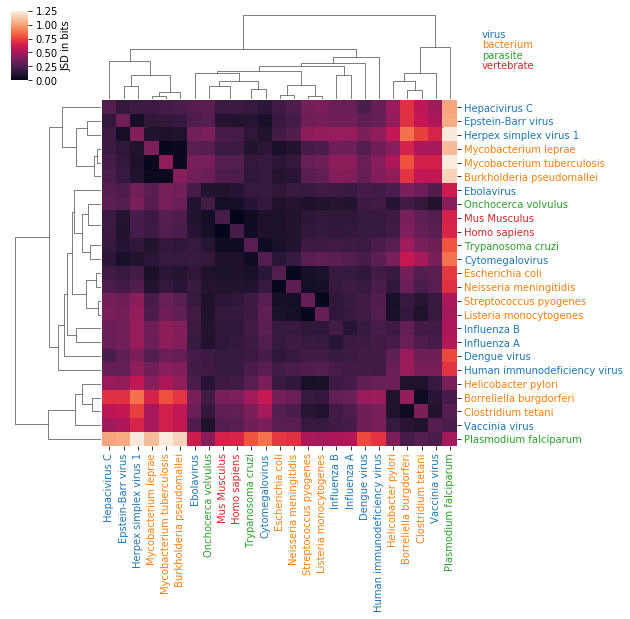 1.25
1.00
0.75
0.50
0.25
0.00
JSD in bits
virus
bacterium
parasite
vertebrate
Hepacivirus C
Epstein-Barr virus
Herpex simplex virus 1
Mycobacterium leprae
Mycobacterium tuberculosis
Burkholderia pseudomallei
Ebolavirus
Onchocerca volvulus
Mus Musculus
Homo sapiens
Trypanosoma cruzi
Cytomegalovirus
Escherichia coli
Neisseria meningitidis
Streptococcus pyogenes
Listeria monocytogenes
Influenza B
Influenza A
Dengue virus
Human immunodeficiency virus
Helicobacter pylori
Borreliella burgdorferi
Clostridium tetani
Vaccinia virus
Plasmodium falciparum
Hepacivirus C
Epstein-Barr virus
Herpex simplex virus 1
Mycobacterium leprae
Mycobacterium tuberculosis
Burkholderia pseudomallei
Ebolavirus
Onchocerca volvulus
Mus Musculus
Homo sapiens
Trypanosoma cruzi
Cytomegalovirus
Escherichia coli
Neisseria meningitidis
Streptococcus pyogenes
Listeria monocytogenes
Influenza B
Influenza A
Dengue virus
Human immunodeficiency virus
Helicobacter pylori
Borreliella burgdorferi
Clostridium tetani
Vaccinia virus
Plasmodium falciparum